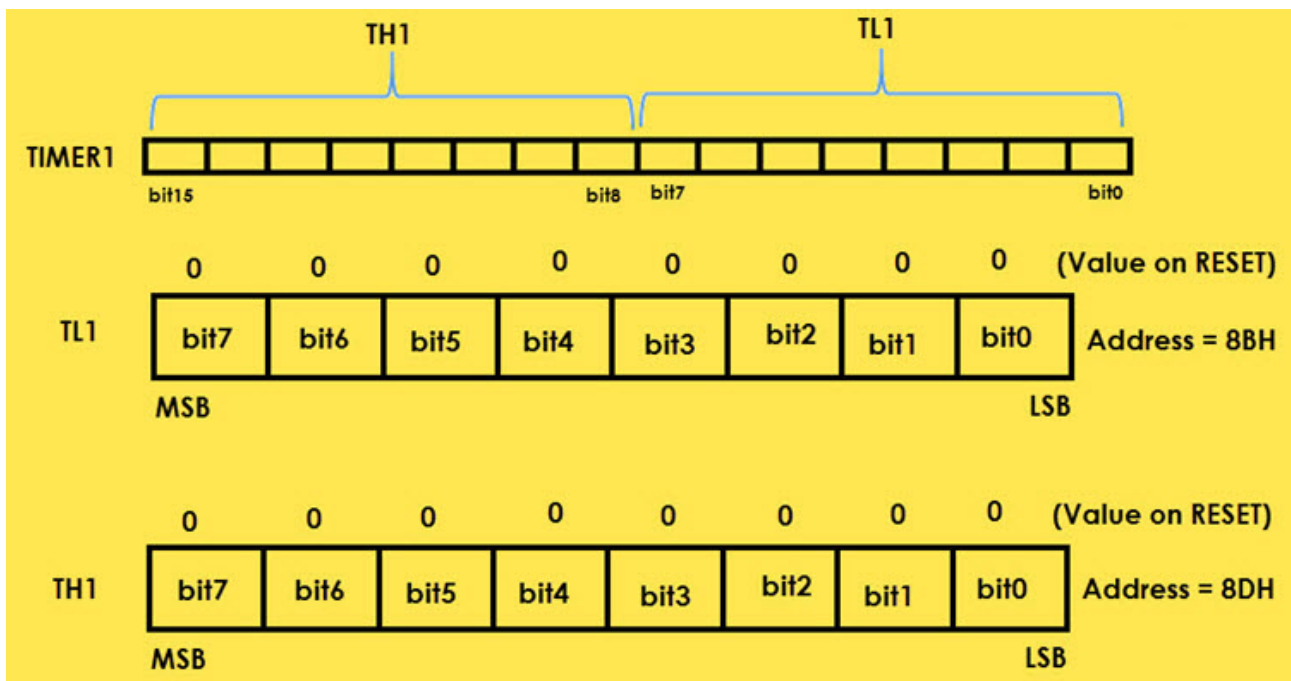 TH1 TL1
TIMER1
bit15 bit8 bit7 bit0
0 0 0 0 0 0 0 0 (Value on RESET)
TL1 bit7 bit6 bit5 bit4 bit3 bit2 bit1 bit0 Address = 8BH
MSB LSB
0 0 0 0 0 0 0 0 (Value on RESET)
TH1 bit7 bit6 bit5 bit4 bit3 bit2 bit1 bit0 Address = 8DH
MSB LSB